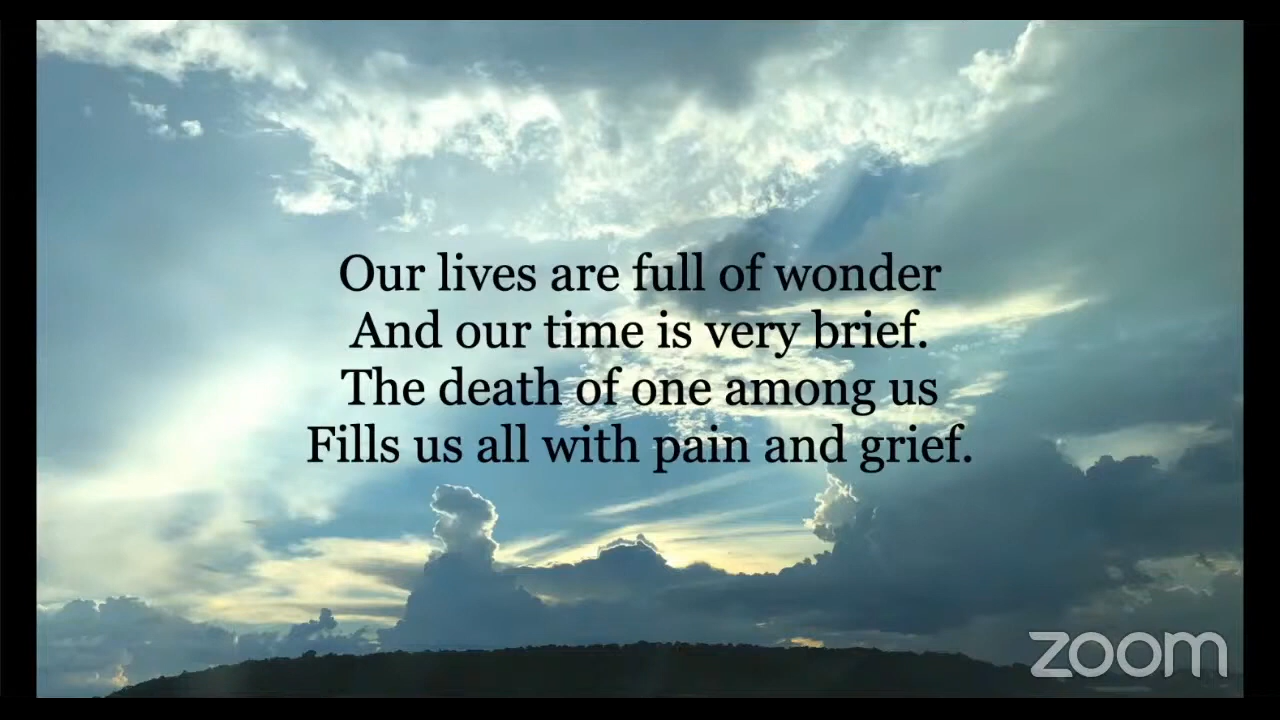 Our lives are full of wonder
And our time is very brief.
The death of one among us
Fills us all with pain and grief.
zoom